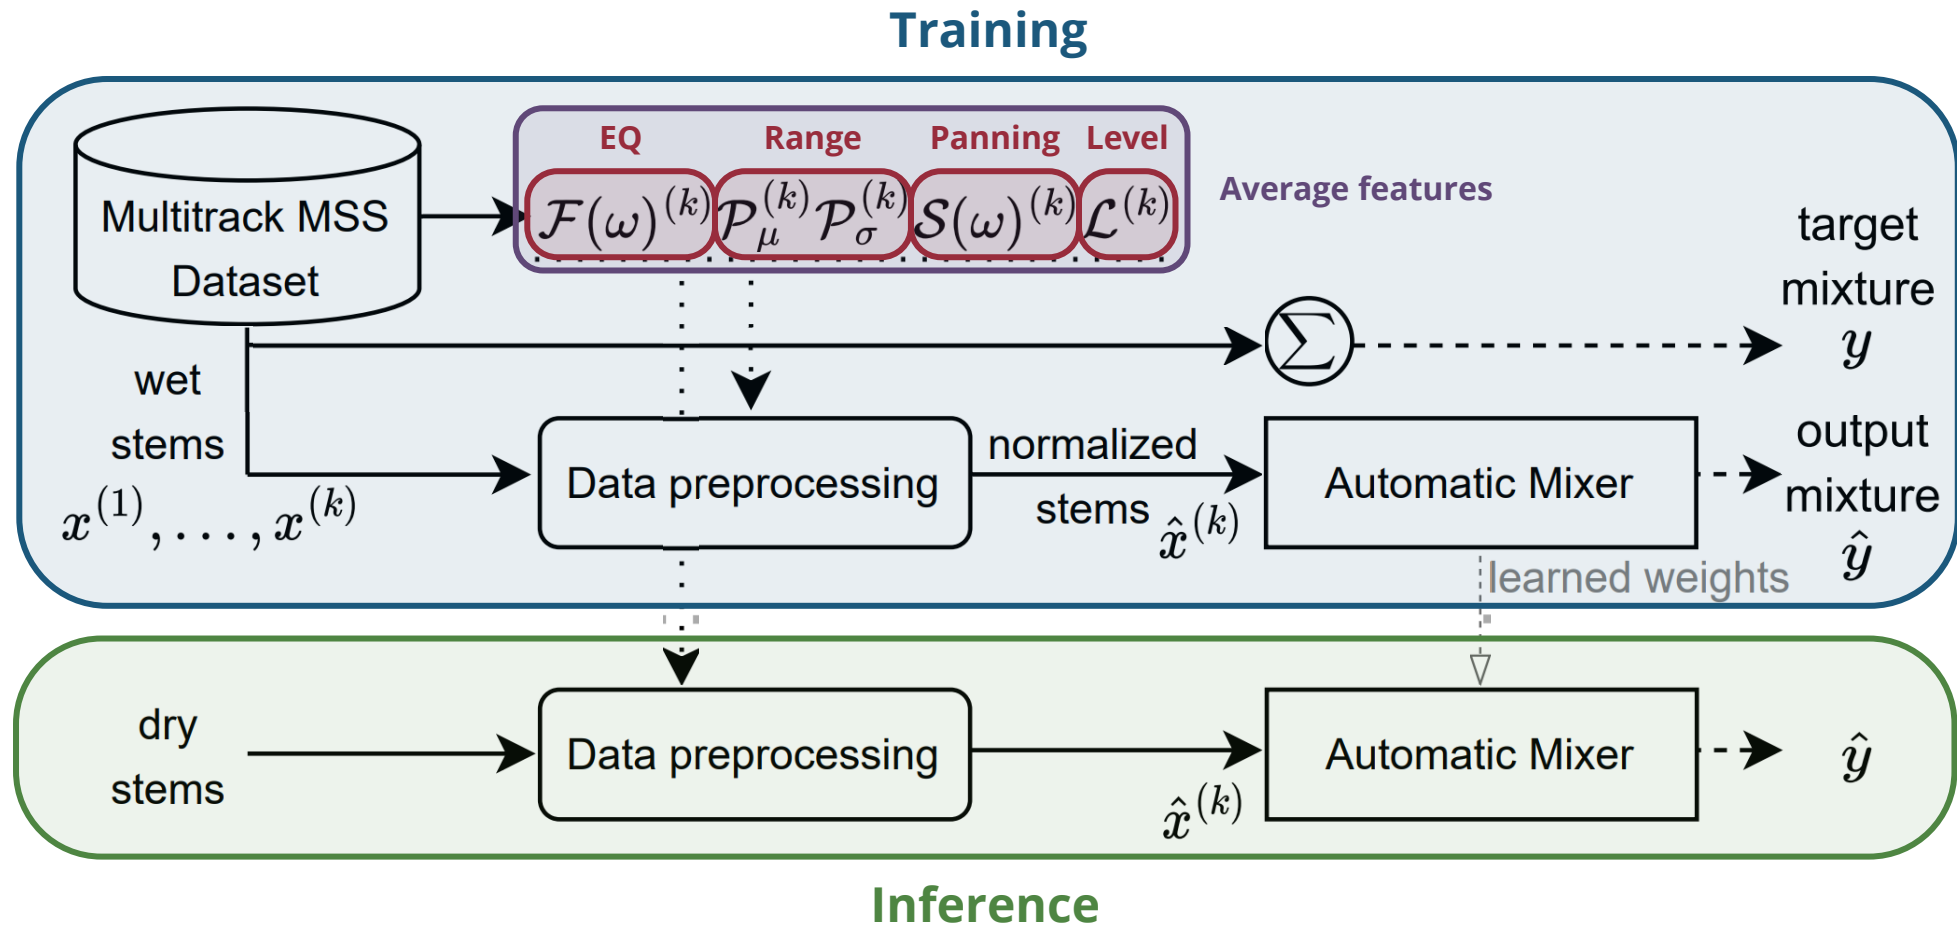 Training
EQ Range Panning Level
Multitrack MSS
Dataset
𝓕(ω)⁽ᵏ⁾ 𝓟_μ⁽ᵏ⁾ 𝓟_σ⁽ᵏ⁾ 𝓢(ω)⁽ᵏ⁾ 𝓛⁽ᵏ⁾
Average features
∑
target
mixture
y
wet
stems
x⁽¹⁾, ..., x⁽ᵏ⁾
Data preprocessing
normalized
stems
x̂⁽ᵏ⁾
Automatic Mixer
output
mixture
ŷ
learned weights
dry
stems
Data preprocessing
x̂⁽ᵏ⁾
Automatic Mixer
ŷ
Inference